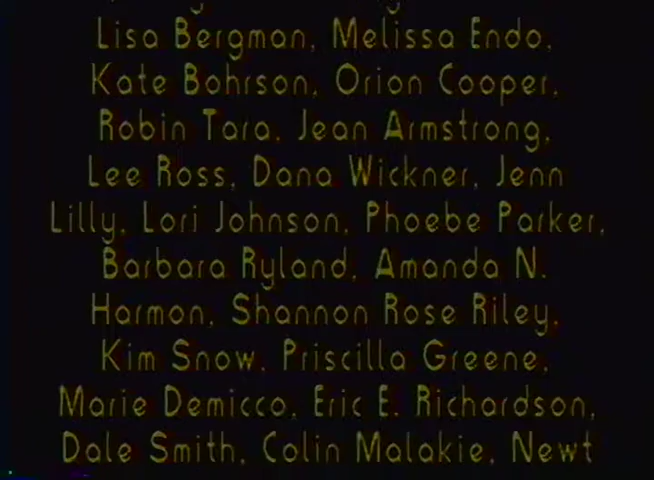 Lisa Bergman, Melissa Endo,
Kate Bohrson, Orion Cooper,
Robin Tara, Jean Armstrong,
Lee Ross, Dana Wickner, Jenn
Lilly, Lori Johnson, Phoebe Parker,
Barbara Ryland, Amanda N.
Harmon, Shannon Rose Riley,
Kim Snow, Priscilla Greene,
Marie Demicco, Eric E. Richardson,
Dale Smith, Colin Malakie, Newt